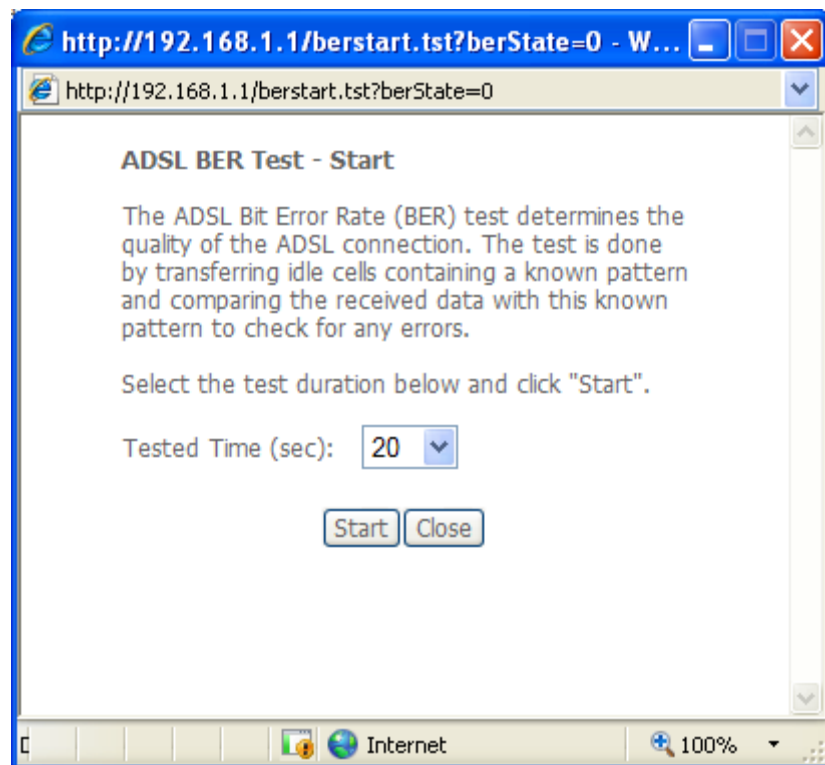 http://192.168.1.1/berstart.tst?berState=0 - W...
http://192.168.1.1/berstart.tst?berState=0
ADSL BER Test - Start
The ADSL Bit Error Rate (BER) test determines the
quality of the ADSL connection. The test is done
by transferring idle cells containing a known pattern
and comparing the received data with this known
pattern to check for any errors.
Select the test duration below and click "Start".
Tested Time (sec): 20
Start Close
Internet 100%